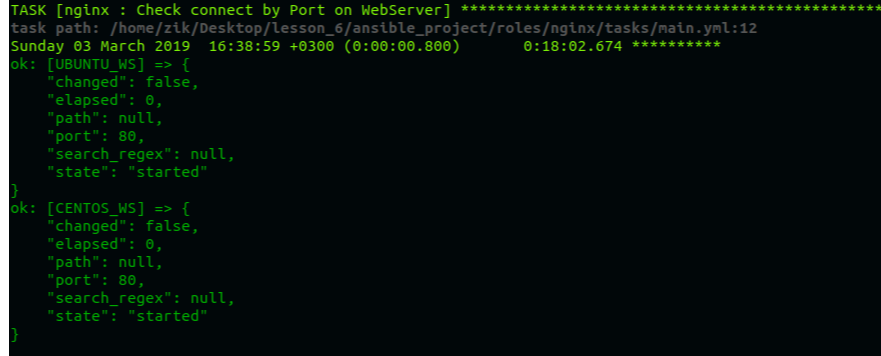 TASK [nginx : Check connect by Port on WebServer] **********************************************
task path: /home/zik/Desktop/lesson_6/ansible_project/roles/nginx/tasks/main.yml:12
Sunday 03 March 2019  16:38:59 +0300 (0:00:00.800)       0:18:02.674 **********
ok: [UBUNTU_WS] => {
    "changed": false,
    "elapsed": 0,
    "path": null,
    "port": 80,
    "search_regex": null,
    "state": "started"
}
ok: [CENTOS_WS] => {
    "changed": false,
    "elapsed": 0,
    "path": null,
    "port": 80,
    "search_regex": null,
    "state": "started"
}